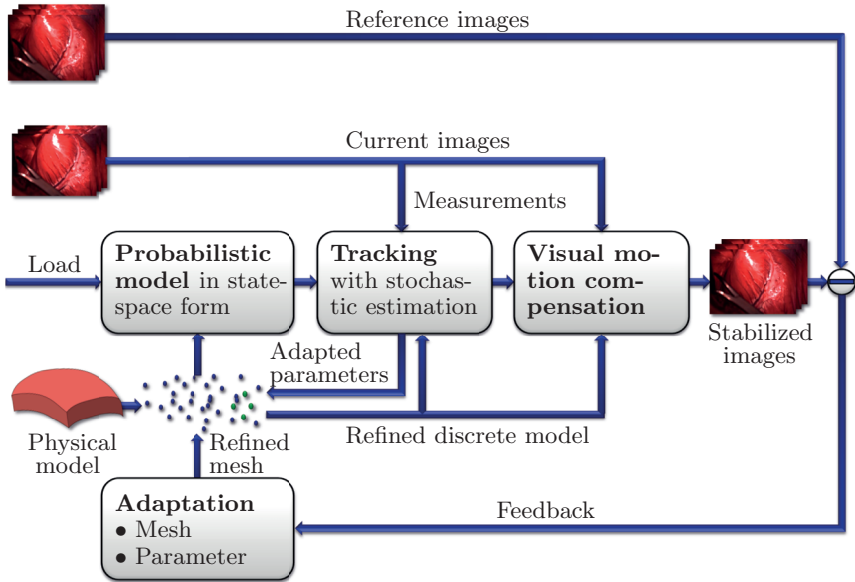 Reference images
Current images
Measurements
Load
Probabilistic
model in state-
space form
Tracking
with stochas-
tic estimation
Visual mo-
tion com-
pensation
Stabilized
images
Adapted
parameters
Physical
model
Refined
mesh
Refined discrete model
Adaptation
• Mesh
• Parameter
Feedback